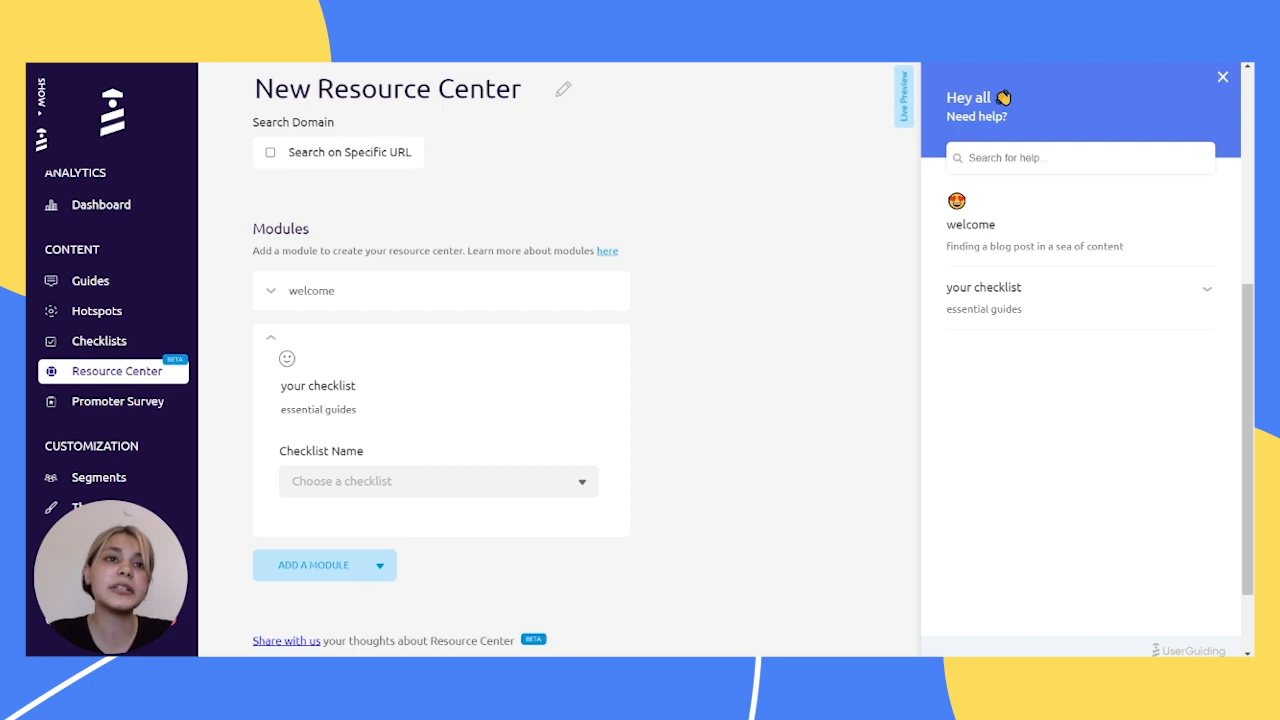 SHOW
ANALYTICS
Dashboard
CONTENT
Guides
Hotspots
Checklists
BETA
Resource Center
Promoter Survey
CUSTOMIZATION
Segments
New Resource Center
Search Domain
Search on Specific URL
Modules
Add a module to create your resource center. Learn more about modules here
welcome
your checklist
essential guides
Checklist Name
Choose a checklist
ADD A MODULE
Share with us your thoughts about Resource Center BETA
Live Preview
Hey all
Need help?
Search for help...
welcome
finding a blog post in a sea of content
your checklist
essential guides
UserGuiding